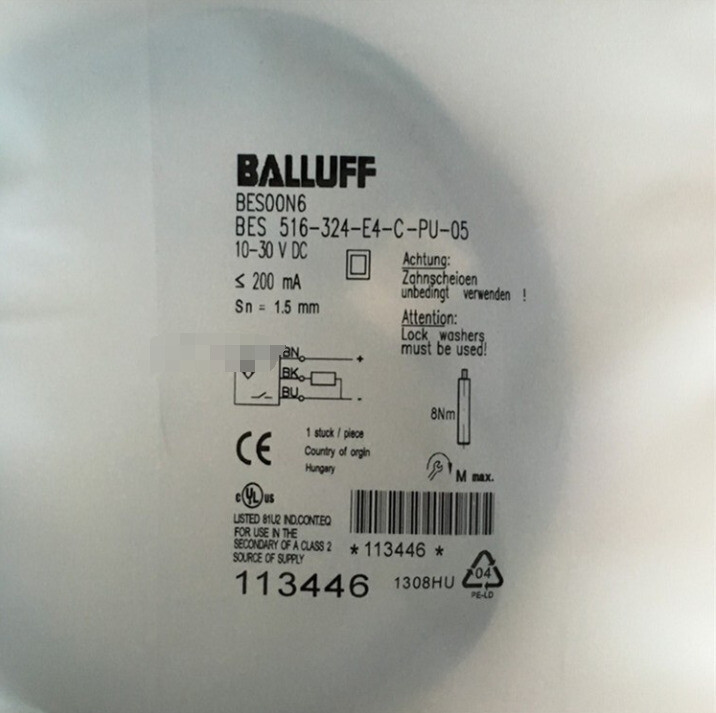 BALLUFF
BES00N6
BES 516-324-E4-C-PU-05
10-30 V DC
≤ 200 mA
Sn = 1.5 mm
Achtung:
Zahnscheioen
unbedingt verwenden !
Attention:
Lock washers
must be used!
BN +
BK
BU -
8Nm
M max.
CE
1 stuck / piece
Country of orgin
Hungary
c UL us
LISTED 81U2 IND.CONT.EQ
FOR USE IN THE
SECONDARY OF A CLASS 2
SOURCE OF SUPPLY
* 113446 *
113446
1308HU
04
PE-LD